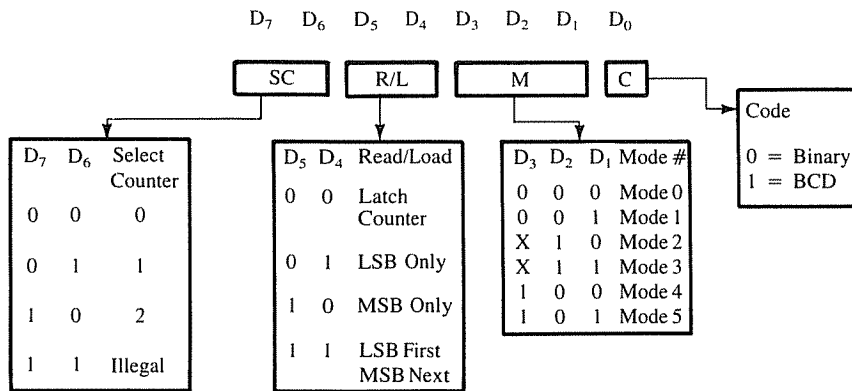 D7 D6 D5 D4 D3 D2 D1 D0
SC R/L M C
Code
0 = Binary
1 = BCD
D7 D6 Select
Counter
0 0 0
0 1 1
1 0 2
1 1 Illegal
D5 D4 Read/Load
0 0 Latch
Counter
0 1 LSB Only
1 0 MSB Only
1 1 LSB First
MSB Next
D3 D2 D1 Mode #
0 0 0 Mode 0
0 0 1 Mode 1
X 1 0 Mode 2
X 1 1 Mode 3
1 0 0 Mode 4
1 0 1 Mode 5